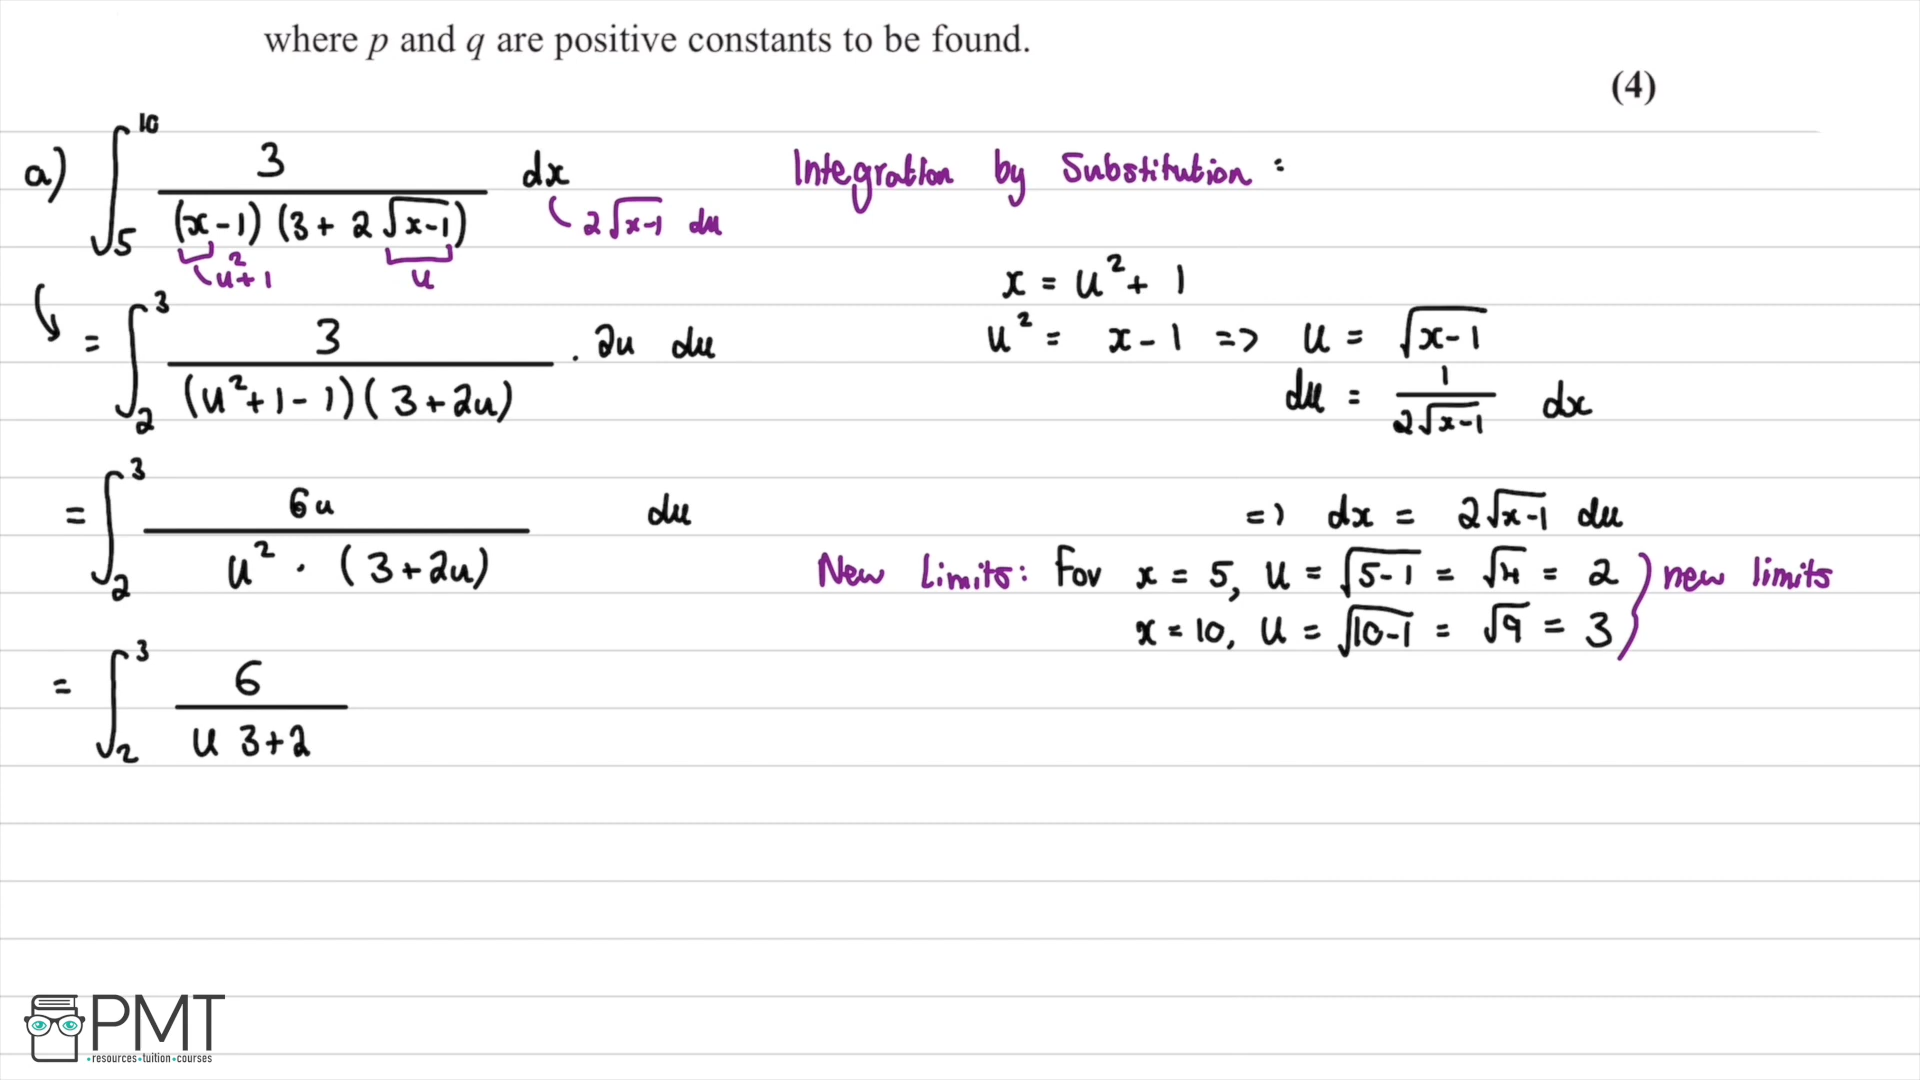 where p and q are positive constants to be found.
(4)
a) ∫₅¹⁰ 3 / ((x-1)(3+2√(x-1))) dx
u²+1
u
2√(x-1) du
Integration by Substitution :
x = u² + 1
= ∫₂³ 3 / ((u²+1-1)(3+2u)) . 2u du
u² = x-1 => u = √(x-1)
du = 1 / (2√(x-1)) dx
= ∫₂³ 6u / (u² · (3+2u)) du
=> dx = 2√(x-1) du
New Limits: For x = 5, u = √(5-1) = √4 = 2
x = 10, u = √(10-1) = √9 = 3
new limits
= ∫₂³ 6 / (u 3+2)
PMT
•resources•tuition•courses